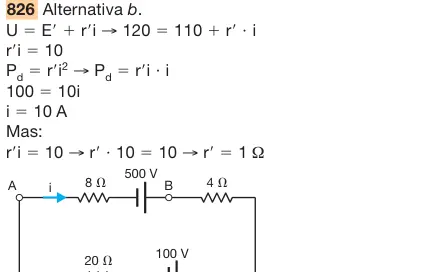 826 Alternativa b.
U = E′ + r′i → 120 = 110 + r′ · i
r′i = 10
P_d = r′i² → P_d = r′i · i
100 = 10i
i = 10 A
Mas:
r′i = 10 → r′ · 10 = 10 → r′ = 1 Ω
500 V
A i 8 Ω B 4 Ω
100 V
20 Ω